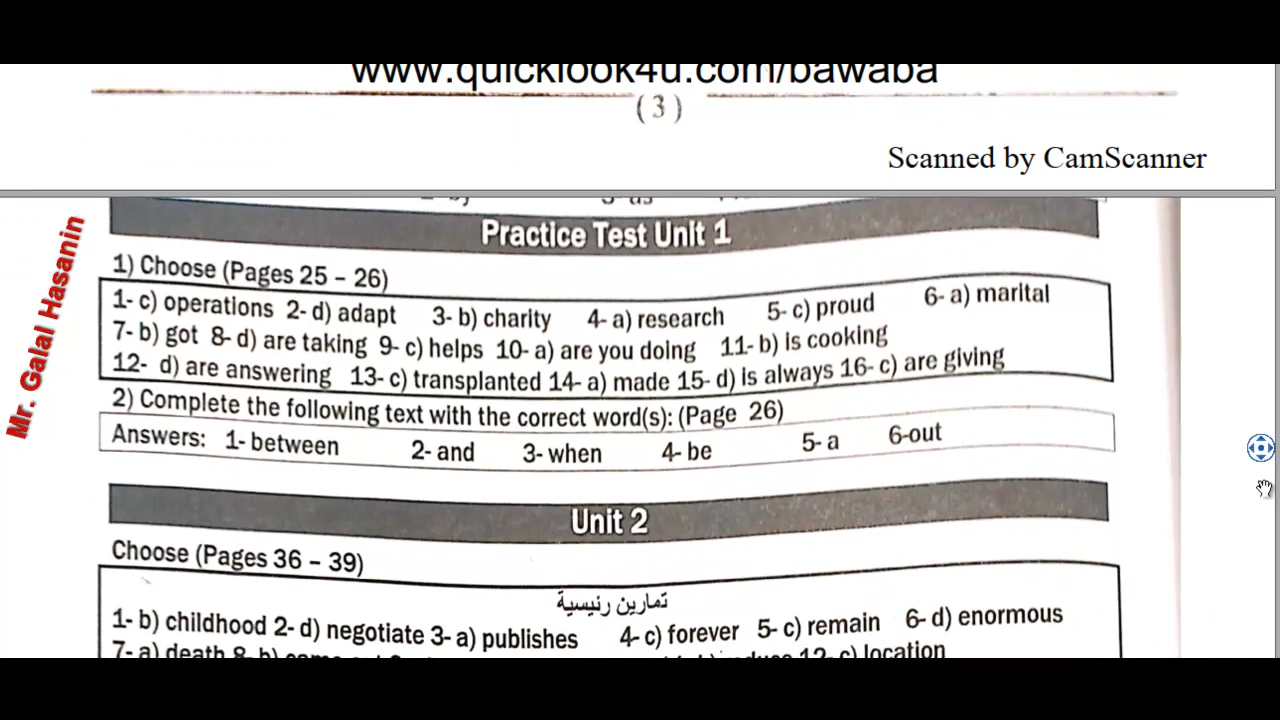 www.quicklook4u.com/bawaba
(3)
Scanned by CamScanner
Mr. Galal Hasanin
Practice Test Unit 1
1) Choose (Pages 25 – 26)
1- c) operations 2- d) adapt 3- b) charity 4- a) research 5- c) proud 6- a) marital
7- b) got 8- d) are taking 9- c) helps 10- a) are you doing 11- b) is cooking
12- d) are answering 13- c) transplanted 14- a) made 15- d) is always 16- c) are giving
2) Complete the following text with the correct word(s): (Page 26)
Answers: 1- between 2- and 3- when 4- be 5- a 6-out
Unit 2
Choose (Pages 36 – 39)
تمارين رئيسية
1- b) childhood 2- d) negotiate 3- a) publishes 4- c) forever 5- c) remain 6- d) enormous
7- a) death 8- b) 12- c) location